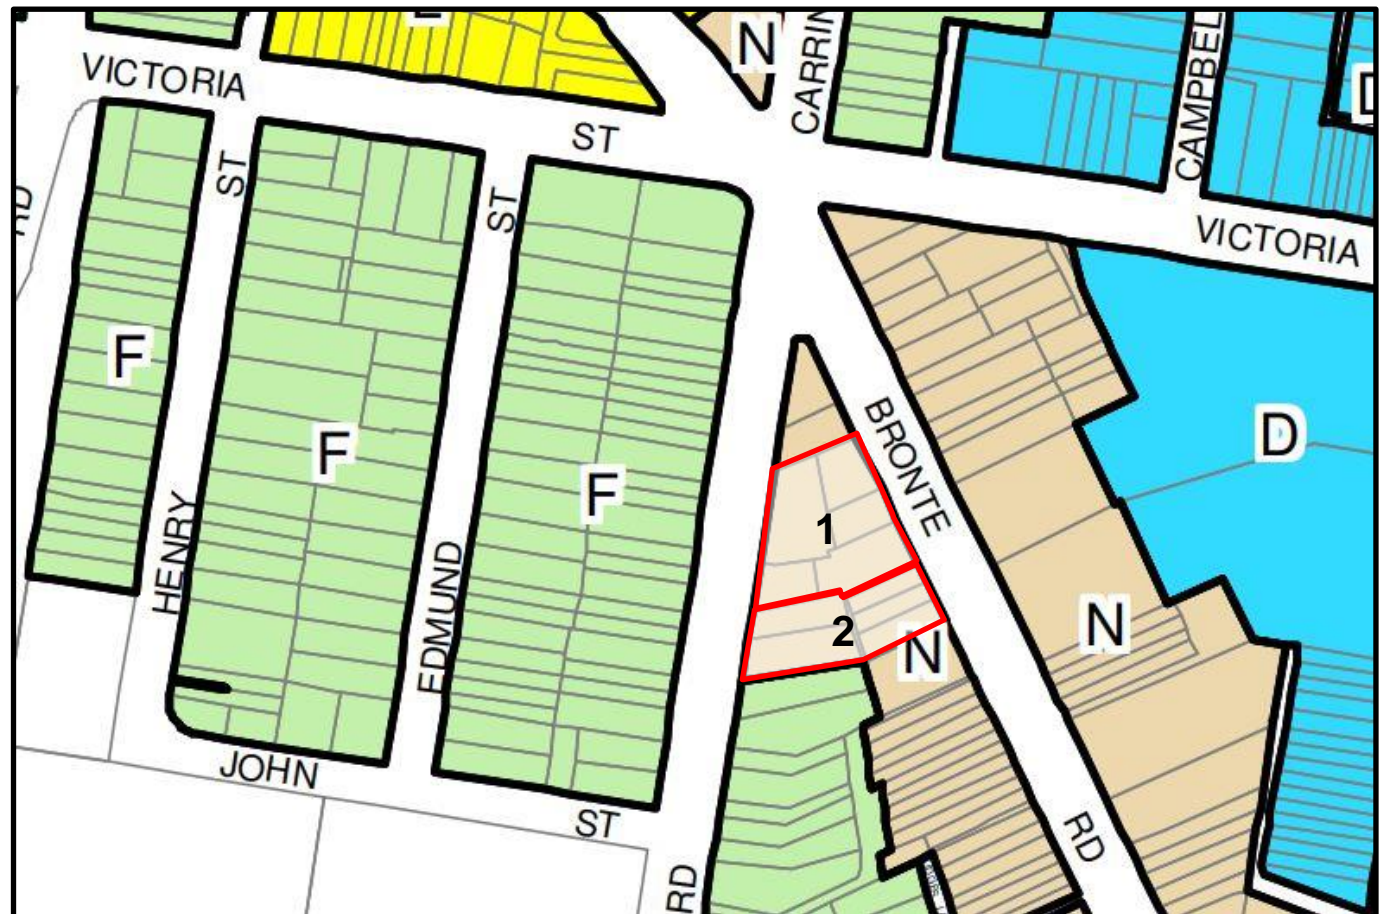 N
CARRIN
CAMPBEL
D
VICTORIA
ST
ST
ST
VICTORIA
RD
F
F
F
D
BRONTE
1
HENRY
EDMUND
2
N
N
JOHN
ST
RD
RD